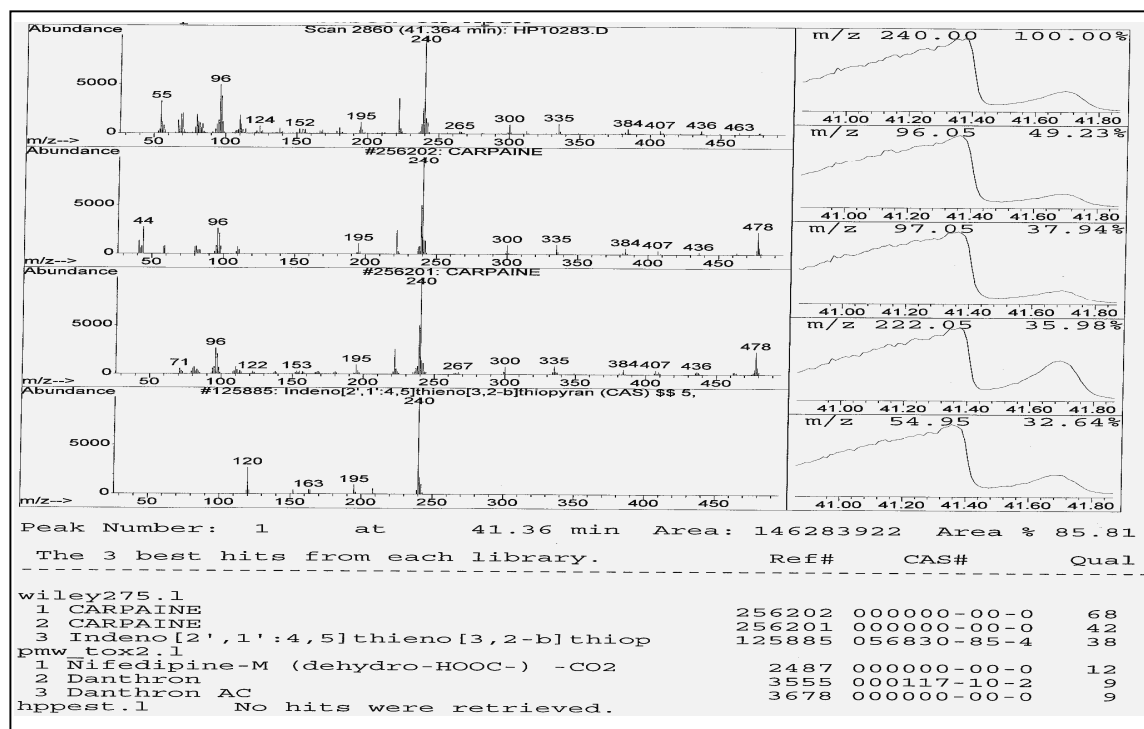 Abundance
Scan 2860 (41.364 min): HP10283.D
240
5000
96
55
124
152
195
265
300
335
384
407
436
463
0
m/z-->
50
100
150
200
250
300
350
400
450
Abundance
#256202: CARPAINE
240
5000
44
96
195
300
335
384
407
436
478
0
m/z-->
50
100
150
200
250
300
350
400
450
Abundance
#256201: CARPAINE
240
5000
96
71
122
153
195
267
300
335
384
407
436
478
0
m/z-->
50
100
150
200
250
300
350
400
450
Abundance
#125885: Indeno[2',1':4,5]thieno[3,2-b]thiopyran (CAS) $$ 5,
240
5000
120
163
195
0
m/z-->
50
100
150
200
250
300
350
400
450
m/z 240.00 100.00%
41.00 41.20 41.40 41.60 41.80
m/z 96.05 49.23%
41.00 41.20 41.40 41.60 41.80
m/z 97.05 37.94%
41.00 41.20 41.40 41.60 41.80
m/z 222.05 35.98%
41.00 41.20 41.40 41.60 41.80
m/z 54.95 32.64%
41.00 41.20 41.40 41.60 41.80
Peak Number: 1 at 41.36 min Area: 146283922 Area % 85.81
The 3 best hits from each library. Ref# CAS# Qual
wiley275.l
1 CARPAINE 256202 000000-00-0 68
2 CARPAINE 256201 000000-00-0 42
3 Indeno[2',1':4,5]thieno[3,2-b]thiop 125885 056830-85-4 38
pmw_tox2.l
1 Nifedipine-M (dehydro-HOOC-) -CO2 2487 000000-00-0 12
2 Danthron 3555 000117-10-2 9
3 Danthron AC 3678 000000-00-0 9
hppest.l No hits were retrieved.